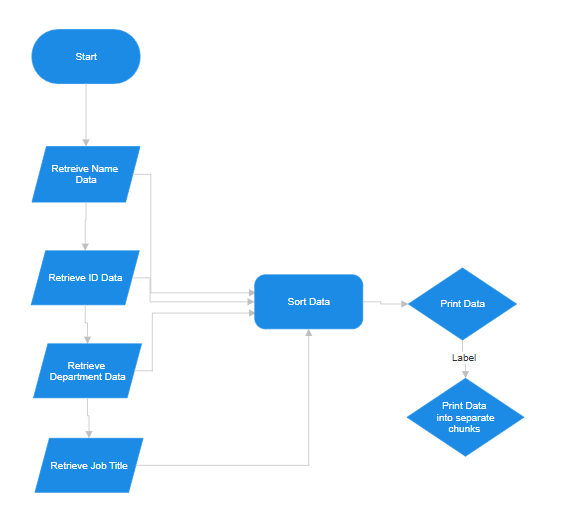 Start
Retreive Name
Data
Retrieve ID Data
Sort Data
Print Data
Label
Retrieve
Department Data
Print Data
into separate
chunks
Retrieve Job Title